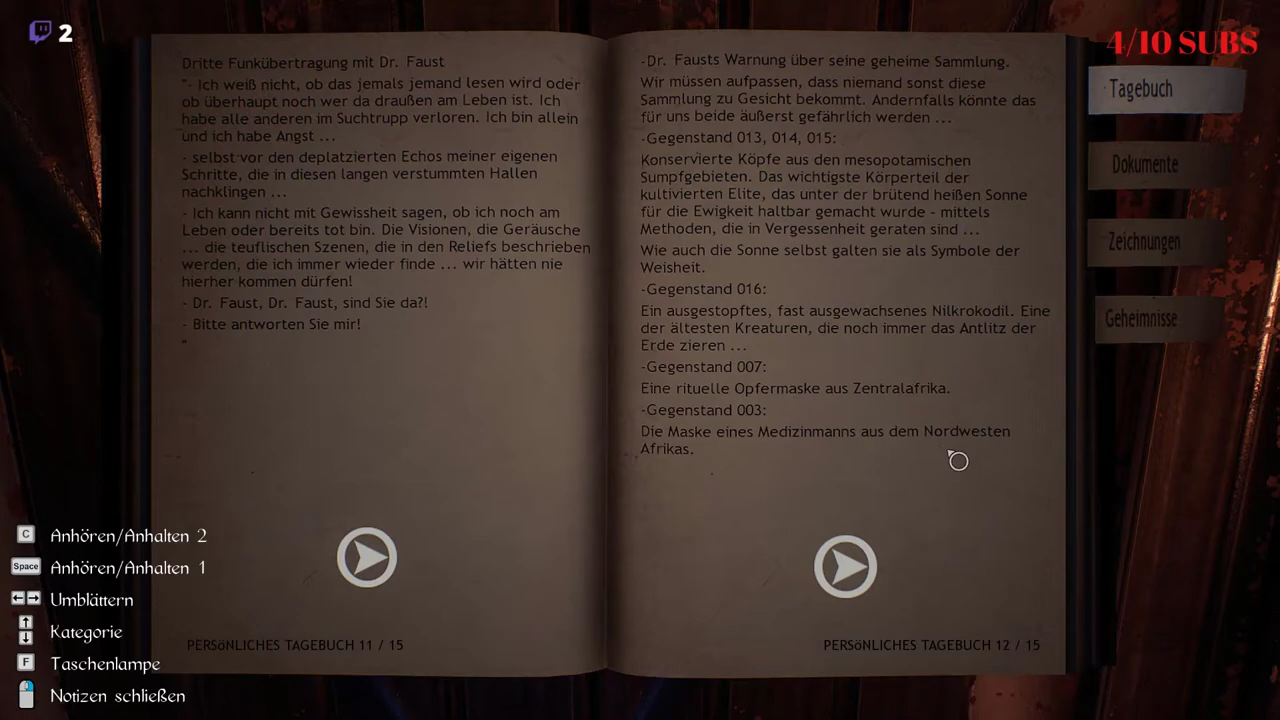 2
4/10 SUBS
Dritte Funkübertragung mit Dr. Faust
"- Ich weiß nicht, ob das jemals jemand lesen wird oder
ob überhaupt noch wer da draußen am Leben ist. Ich
habe alle anderen im Suchtrupp verloren. Ich bin allein
und ich habe Angst ...
- selbst vor den deplatzierten Echos meiner eigenen
Schritte, die in diesen langen verstummten Hallen
nachklingen ...
- Ich kann nicht mit Gewissheit sagen, ob ich noch am
Leben oder bereits tot bin. Die Visionen, die Geräusche
... die teuflischen Szenen, die in den Reliefs beschrieben
werden, die ich immer wieder finde ... wir hätten nie
hierher kommen dürfen!
- Dr. Faust, Dr. Faust, sind Sie da?!
- Bitte antworten Sie mir!
"
PERSöNLICHES TAGEBUCH 11 / 15
-Dr. Fausts Warnung über seine geheime Sammlung.
Wir müssen aufpassen, dass niemand sonst diese
Sammlung zu Gesicht bekommt. Andernfalls könnte das
für uns beide äußerst gefährlich werden ...
-Gegenstand 013, 014, 015:
Konservierte Köpfe aus den mesopotamischen
Sumpfgebieten. Das wichtigste Körperteil der
kultivierten Elite, das unter der brütend heißen Sonne
für die Ewigkeit haltbar gemacht wurde - mittels
Methoden, die in Vergessenheit geraten sind ...
Wie auch die Sonne selbst galten sie als Symbole der
Weisheit.
-Gegenstand 016:
Ein ausgestopftes, fast ausgewachsenes Nilkrokodil. Eine
der ältesten Kreaturen, die noch immer das Antlitz der
Erde zieren ...
-Gegenstand 007:
Eine rituelle Opfermaske aus Zentralafrika.
-Gegenstand 003:
Die Maske eines Medizinmanns aus dem Nordwesten
Afrikas.
PERSöNLICHES TAGEBUCH 12 / 15
Tagebuch
Dokumente
Zeichnungen
Geheimnisse
C Anhören/Anhalten 2
Space Anhören/Anhalten 1
Umblättern
Kategorie
F Taschenlampe
Notizen schließen